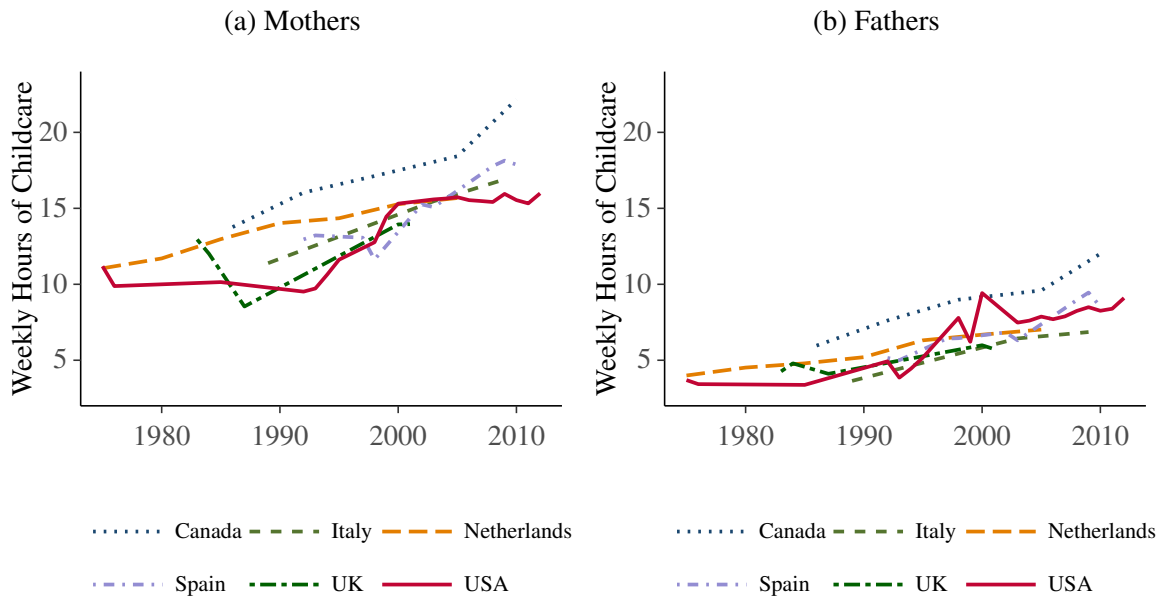 (a) Mothers
Weekly Hours of Childcare
20
15
10
5
1980 1990 2000 2010
Canada Italy Netherlands
Spain UK USA
(b) Fathers
Weekly Hours of Childcare
20
15
10
5
1980 1990 2000 2010
Canada Italy Netherlands
Spain UK USA